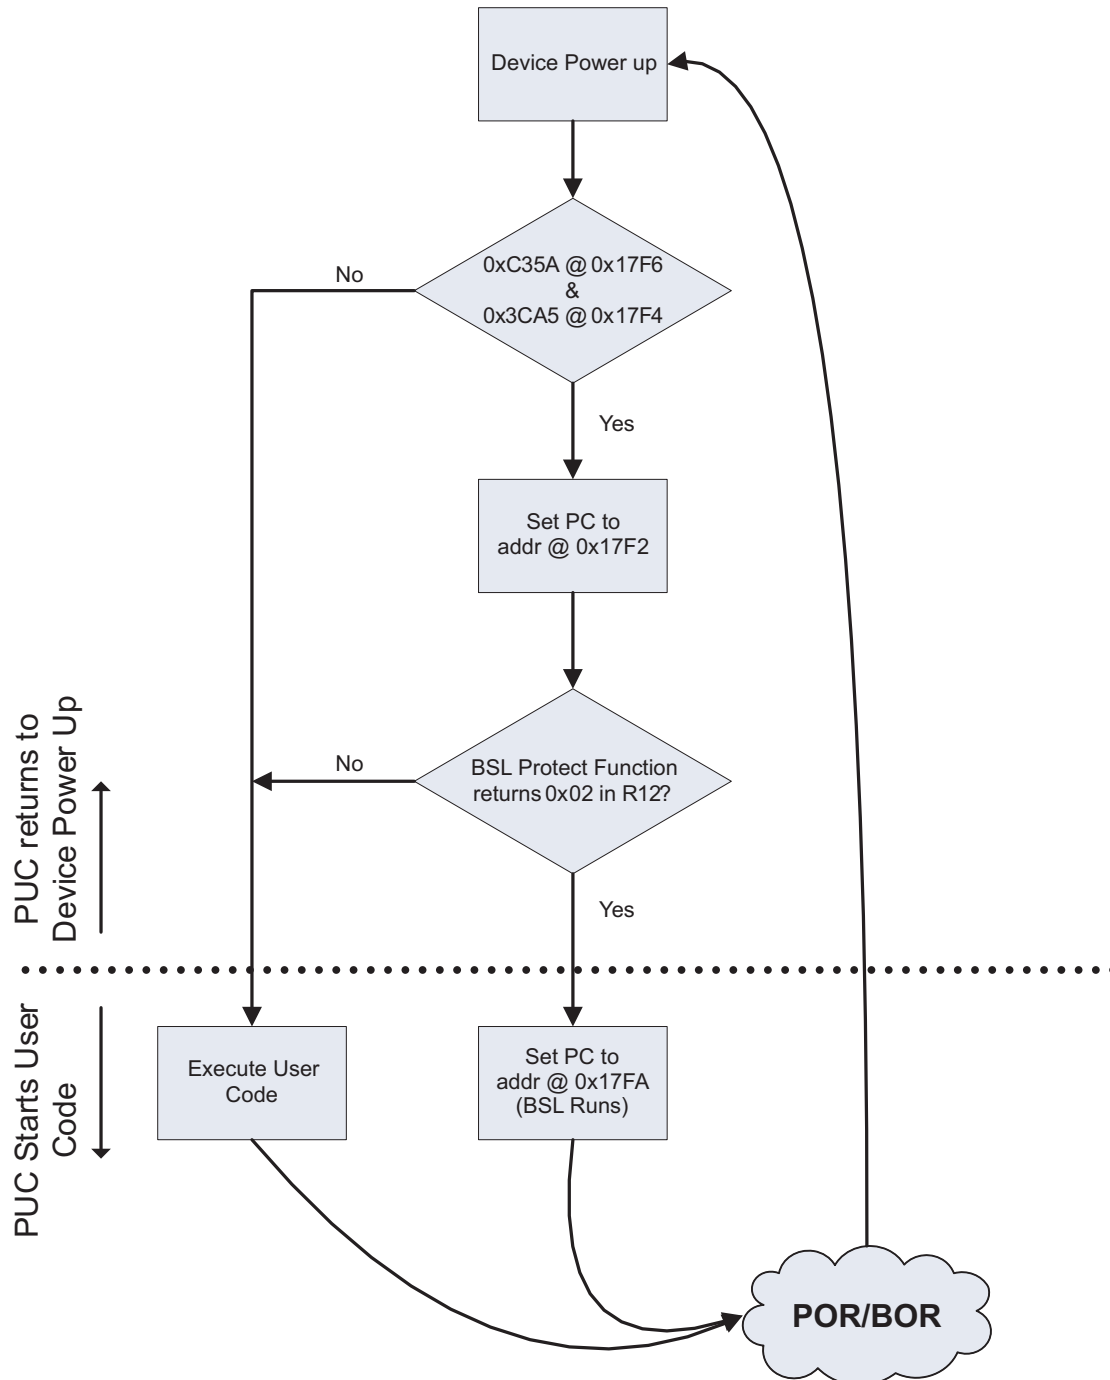 Device Power up
0xC35A @ 0x17F6
&
0x3CA5 @ 0x17F4
No
Yes
Set PC to
addr @ 0x17F2
BSL Protect Function
returns 0x02 in R12?
No
Yes
PUC returns to
Device Power Up
PUC Starts User
Code
Execute User
Code
Set PC to
addr @ 0x17FA
(BSL Runs)
POR/BOR